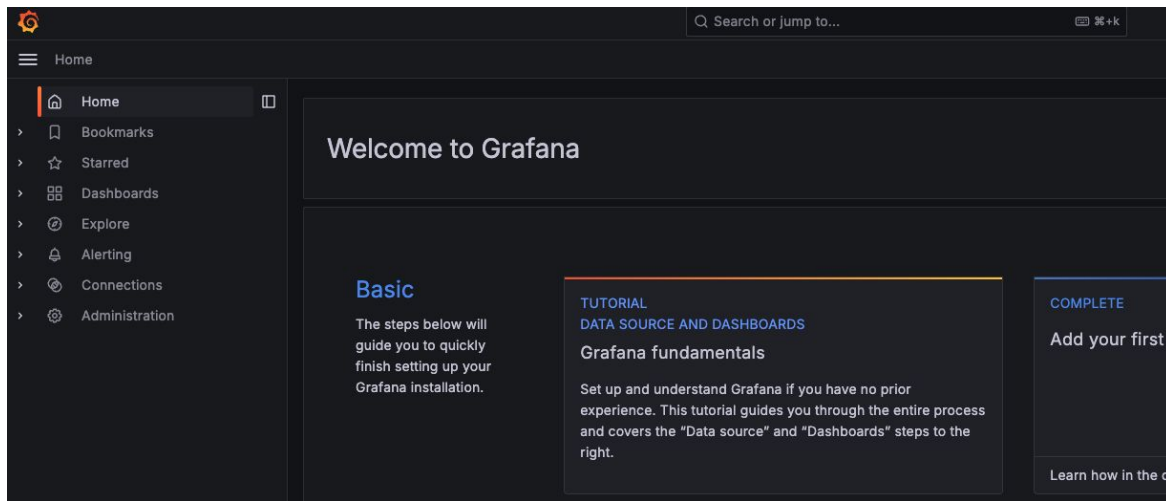 Search or jump to...
⌘+k
Home
Home
Bookmarks
Starred
Dashboards
Explore
Alerting
Connections
Administration
Welcome to Grafana
Basic
The steps below will
guide you to quickly
finish setting up your
Grafana installation.
TUTORIAL
DATA SOURCE AND DASHBOARDS
Grafana fundamentals
Set up and understand Grafana if you have no prior
experience. This tutorial guides you through the entire process
and covers the “Data source” and “Dashboards” steps to the
right.
COMPLETE
Add your first
Learn how in the